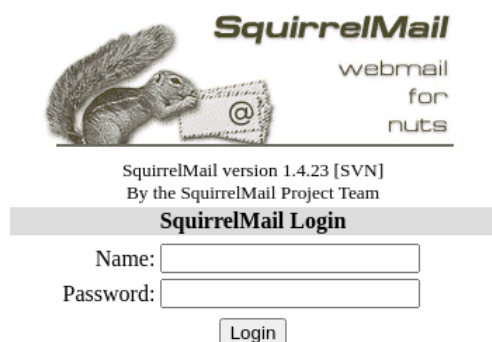 SquirrelMail
webmail
for
nuts
@
SquirrelMail version 1.4.23 [SVN]
By the SquirrelMail Project Team
SquirrelMail Login
Name:
Password:
Login